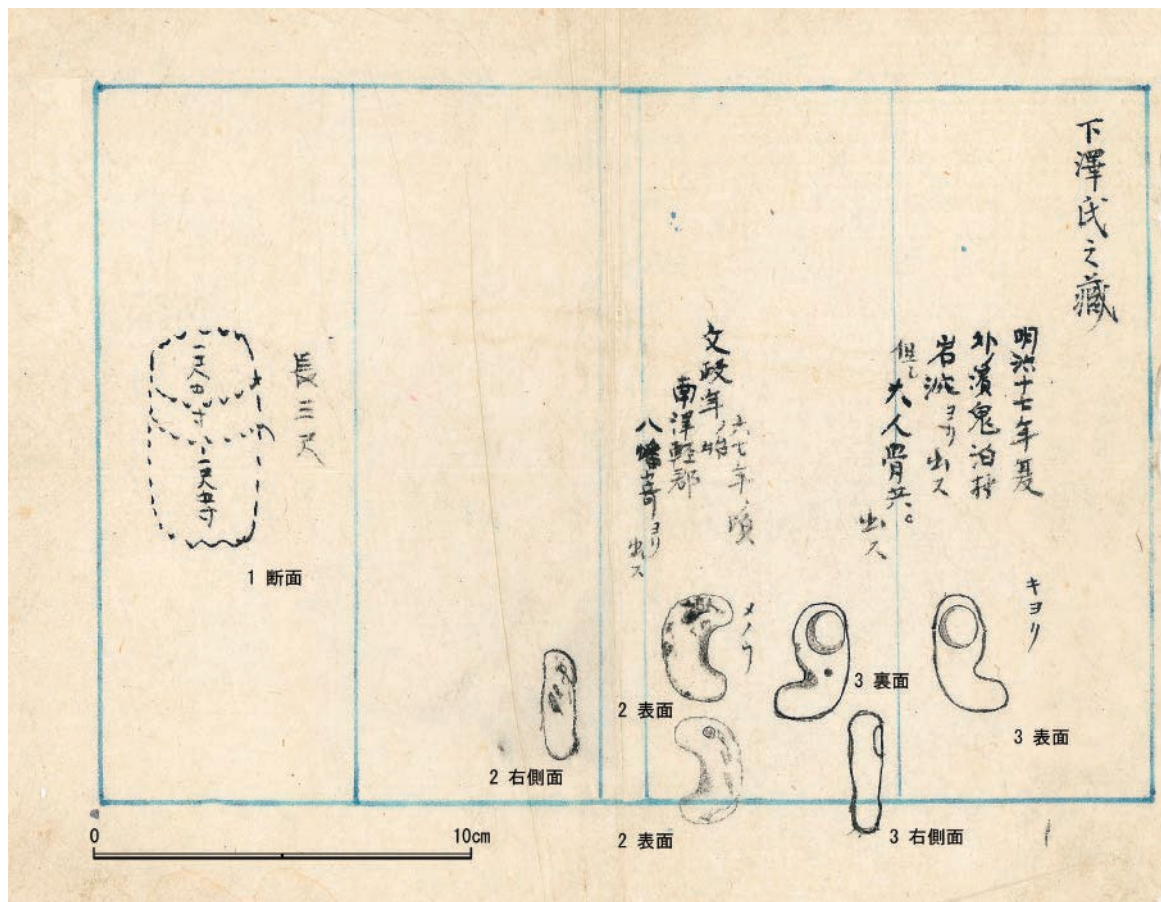 下澤氏之藏
明治十七年夏
外ノ濱鬼泊村
岩浤ヨリ出ス
但し大人骨共ニ
出ス
キヨリ
文政年ノ始
六七年ノ頃
南津軽郡
八幡崎ヨリ
出ス
メノウ
長三尺
一尺四寸
一尺五寸
1 断面
2 右側面
2 表面
2 表面
3 裏面
3 右側面
3 表面
0
10cm